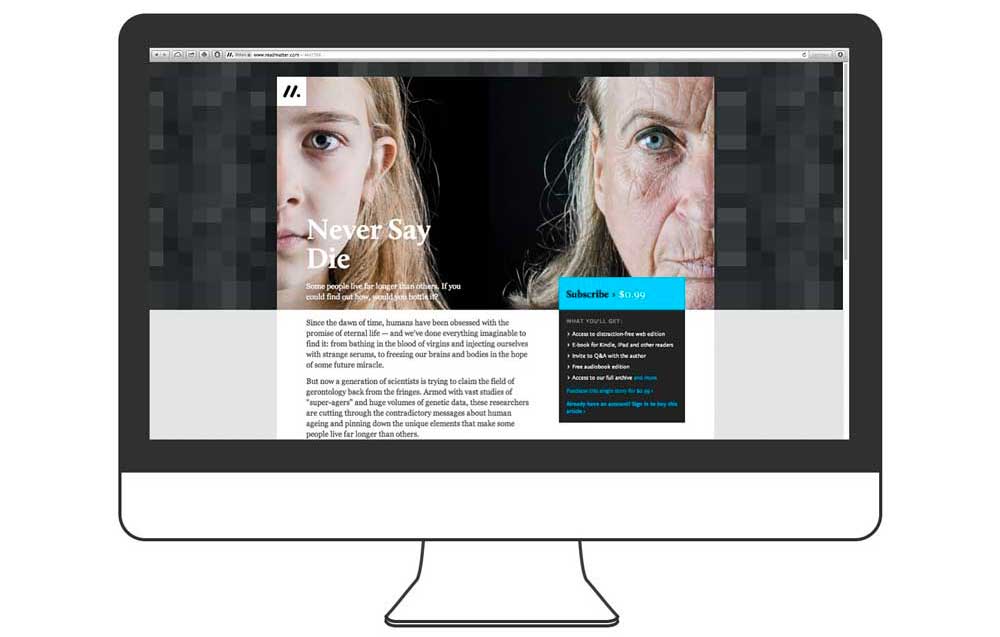 www.readmatter.com
//.
Never Say
Die
Some people live far longer than others. If you
could find out how, would you bottle it?
Subscribe › $0.99
WHAT YOU'LL GET:
› Access to distraction-free web edition
› E-book for Kindle, iPad and other readers
› Invite to Q&A with the author
› Free audiobook edition
› Access to our full archive and more
Purchase this single story for $0.99 ›
Already have an account? Sign in to buy this
article ›
Since the dawn of time, humans have been obsessed with the
promise of eternal life — and we've done everything imaginable to
find it: from bathing in the blood of virgins and injecting ourselves
with strange serums, to freezing our brains and bodies in the hope
of some future miracle.
But now a generation of scientists is trying to claim the field of
gerontology back from the fringes. Armed with vast studies of
"super-agers" and huge volumes of genetic data, these researchers
are cutting through the contradictory messages about human
ageing and pinning down the unique elements that make some
people live far longer than others.